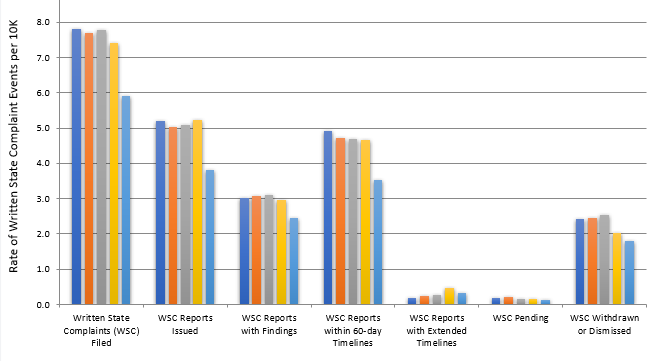 Rate of Written State Complaint Events per 10K
8.0
7.0
6.0
5.0
4.0
3.0
2.0
1.0
0.0
Written State
Complaints (WSC)
Filed
WSC Reports
Issued
WSC Reports
with Findings
WSC Reports
within 60-day
Timelines
WSC Reports
with Extended
Timelines
WSC Pending
WSC Withdrawn
or Dismissed